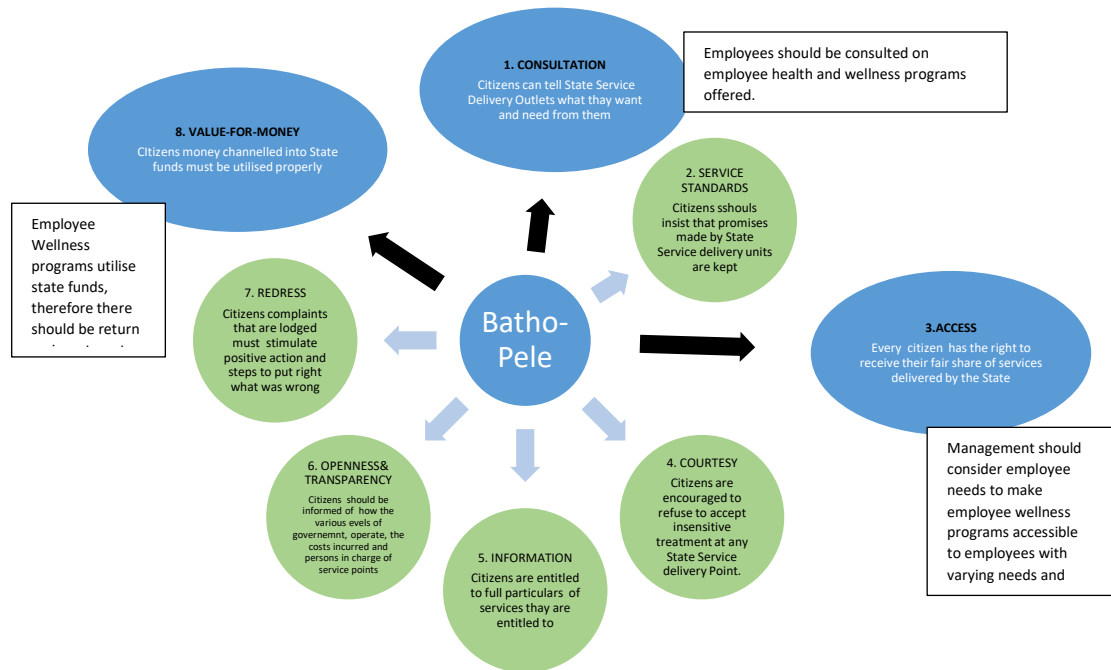 1. CONSULTATION
Citizens can tell State Service
Delivery Outlets what thay want
and need from them
Employees should be consulted on
employee health and wellness programs
offered.
2. SERVICE
STANDARDS
Citizens sshouls
insist that promises
made by State
Service delivery units
are kept
3.ACCESS
Every citizen has the right to
receive their fair share of services
delivered by the State
Management should
consider employee
needs to make
employee wellness
programs accessible
to employees with
varying needs and
4. COURTESY
Citizens are
encouraged to
refuse to accept
insensitive
treatment at any
State Service
delivery Point.
5. INFORMATION
Citizens are entitled
to full particulars of
services thay are
entitled to
6. OPENNESS&
TRANSPARENCY
Citizens should be
informed of how the
various evels of
governemnt, operate, the
costs incurred and
persons in charge of
service points
7. REDRESS
Citizens complaints
that are lodged
must stimulate
positive action and
steps to put right
what was wrong
8. VALUE-FOR-MONEY
CItizens money channelled into State
funds must be utilised properly
Employee
Wellness
programs utilise
state funds,
therefore there
should be return
Batho-
Pele